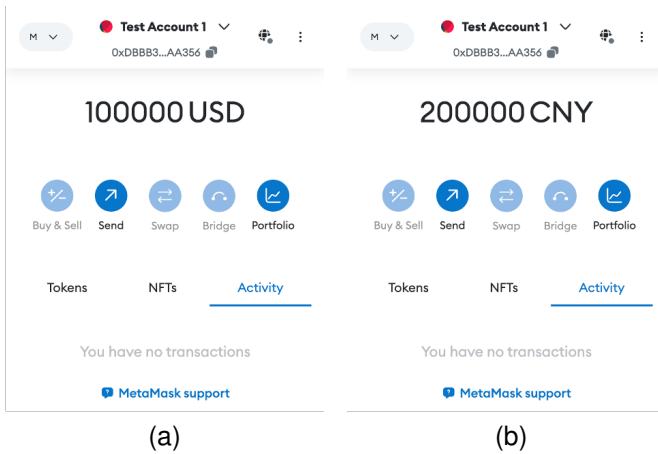 M
Test Account 1
0xDBBB3...AA356
100000 USD
Buy & Sell Send Swap Bridge Portfolio
Tokens NFTs Activity
You have no transactions
MetaMask support
(a)
M
Test Account 1
0xDBBB3...AA356
200000 CNY
Buy & Sell Send Swap Bridge Portfolio
Tokens NFTs Activity
You have no transactions
MetaMask support
(b)